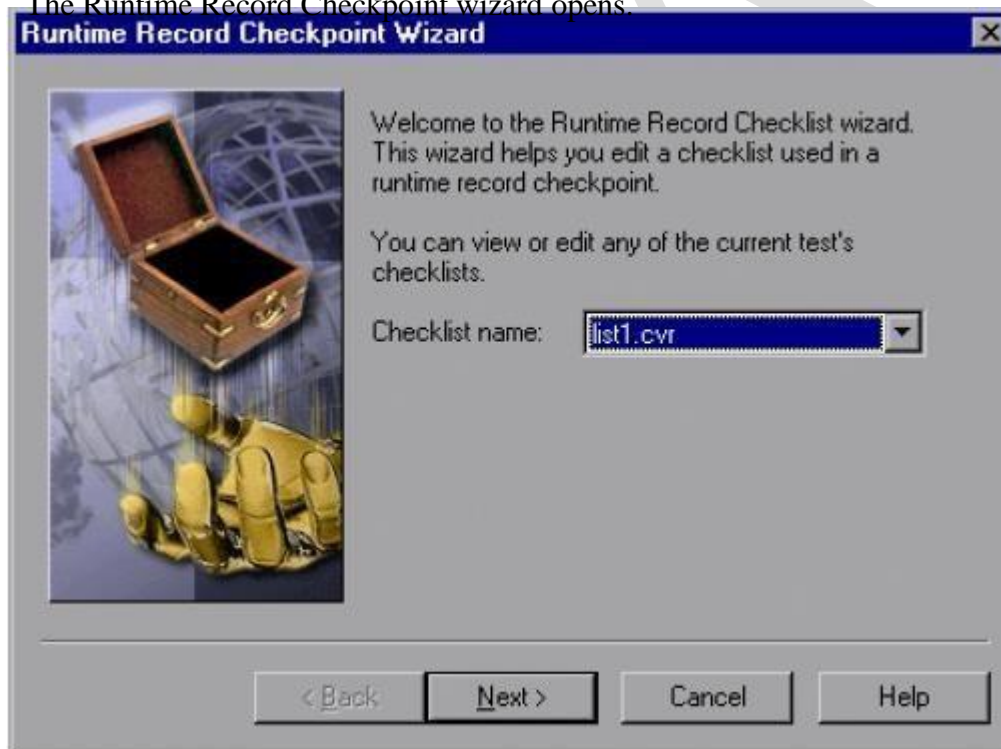 The Runtime Record Checkpoint wizard opens.
Runtime Record Checkpoint Wizard
Welcome to the Runtime Record Checklist wizard.
This wizard helps you edit a checklist used in a
runtime record checkpoint.
You can view or edit any of the current test's
checklists.
Checklist name: list1.cvr
< Back Next > Cancel Help